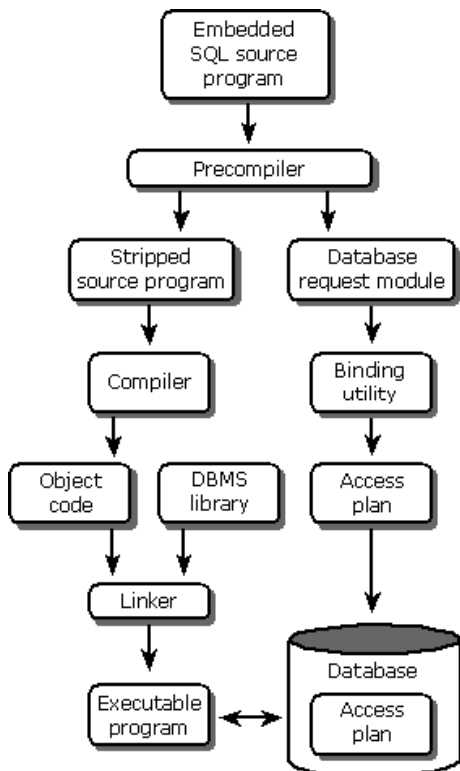 Embedded
SQL source
program
Precompiler
Stripped
source program
Database
request module
Compiler
Binding
utility
Object
code
DBMS
library
Access
plan
Linker
Executable
program
Database
Access
plan